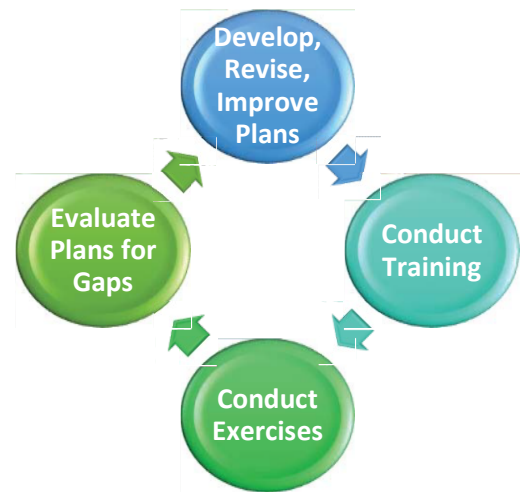 Develop,
Revise,
Improve
Plans
Conduct
Training
Conduct
Exercises
Evaluate
Plans for
Gaps